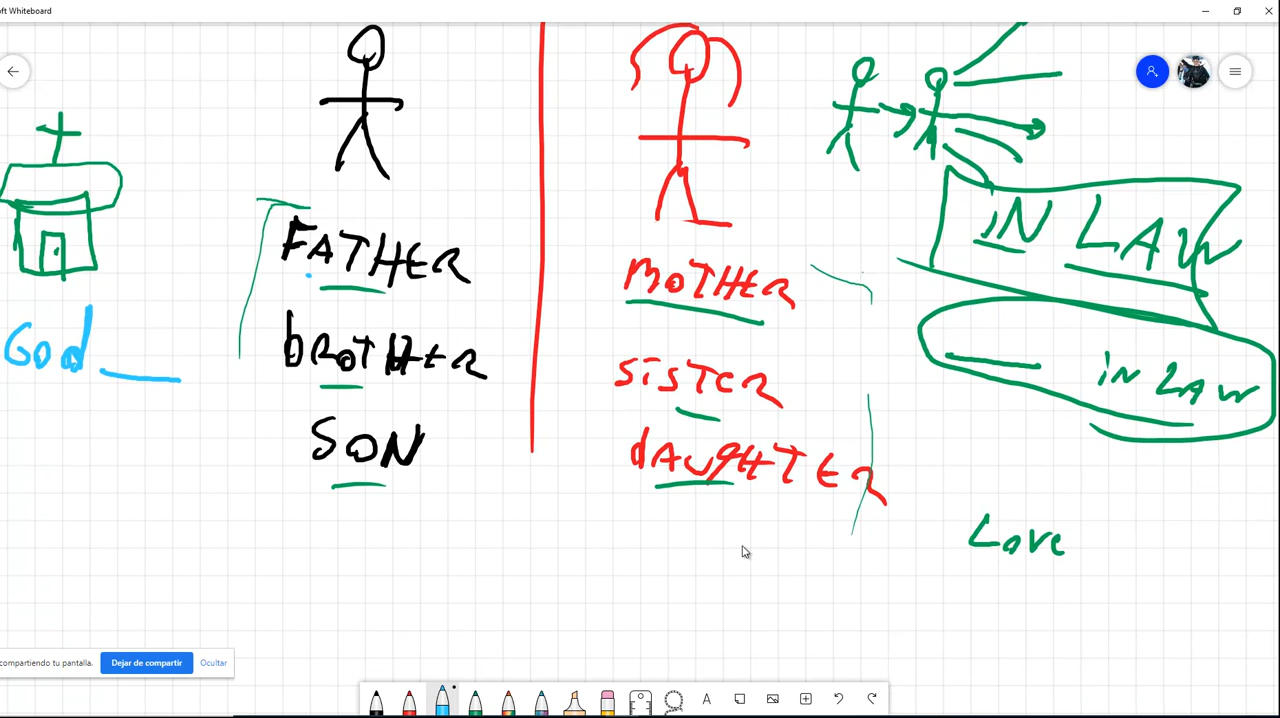 oft Whiteboard
FATHER
bROTHER
SON
God
MOTHER
SiSTER
dAUgHTER
IN LAW
iN LAW
Love
compartiendo tu pantalla.
Dejar de compartir
Ocultar
A